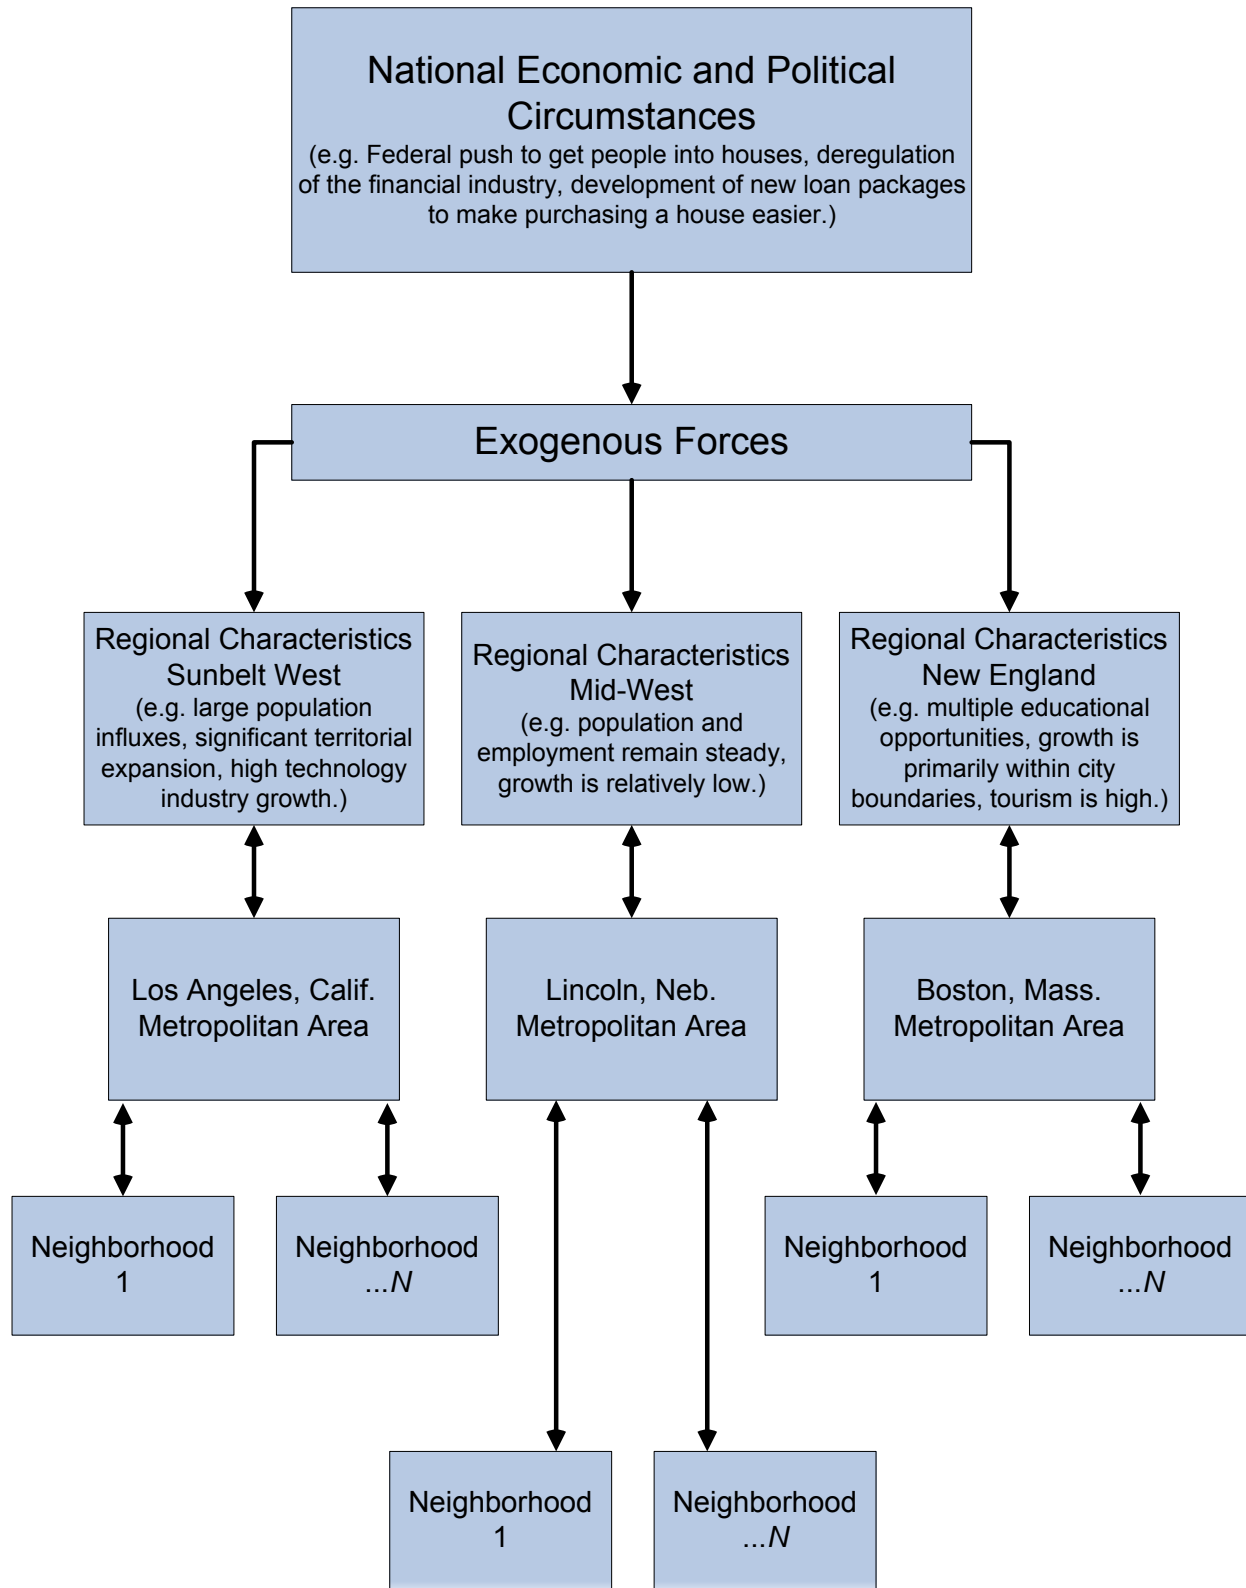 National Economic and Political
Circumstances
(e.g. Federal push to get people into houses, deregulation
of the financial industry, development of new loan packages
to make purchasing a house easier.)
Exogenous Forces
Regional Characteristics
Sunbelt West
(e.g. large population
influxes, significant territorial
expansion, high technology
industry growth.)
Regional Characteristics
Mid-West
(e.g. population and
employment remain steady,
growth is relatively low.)
Regional Characteristics
New England
(e.g. multiple educational
opportunities, growth is
primarily within city
boundaries, tourism is high.)
Los Angeles, Calif.
Metropolitan Area
Lincoln, Neb.
Metropolitan Area
Boston, Mass.
Metropolitan Area
Neighborhood
1
Neighborhood
...N
Neighborhood
1
Neighborhood
...N
Neighborhood
1
Neighborhood
...N